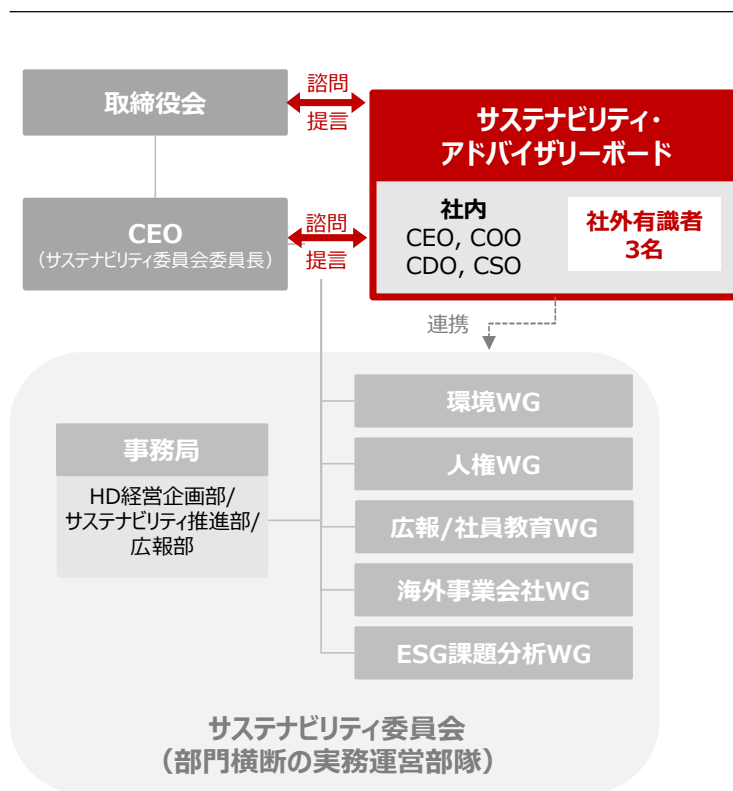 取締役会
諮問
提言
サステナビリティ・
アドバイザリーボード
社内
CEO, COO
CDO, CSO
社外有識者
3名
CEO
（サステナビリティ委員会委員長）
諮問
提言
連携
環境WG
人権WG
広報/社員教育WG
海外事業会社WG
ESG課題分析WG
事務局
HD経営企画部/
サステナビリティ推進部/
広報部
サステナビリティ委員会
（部門横断の実務運営部隊）